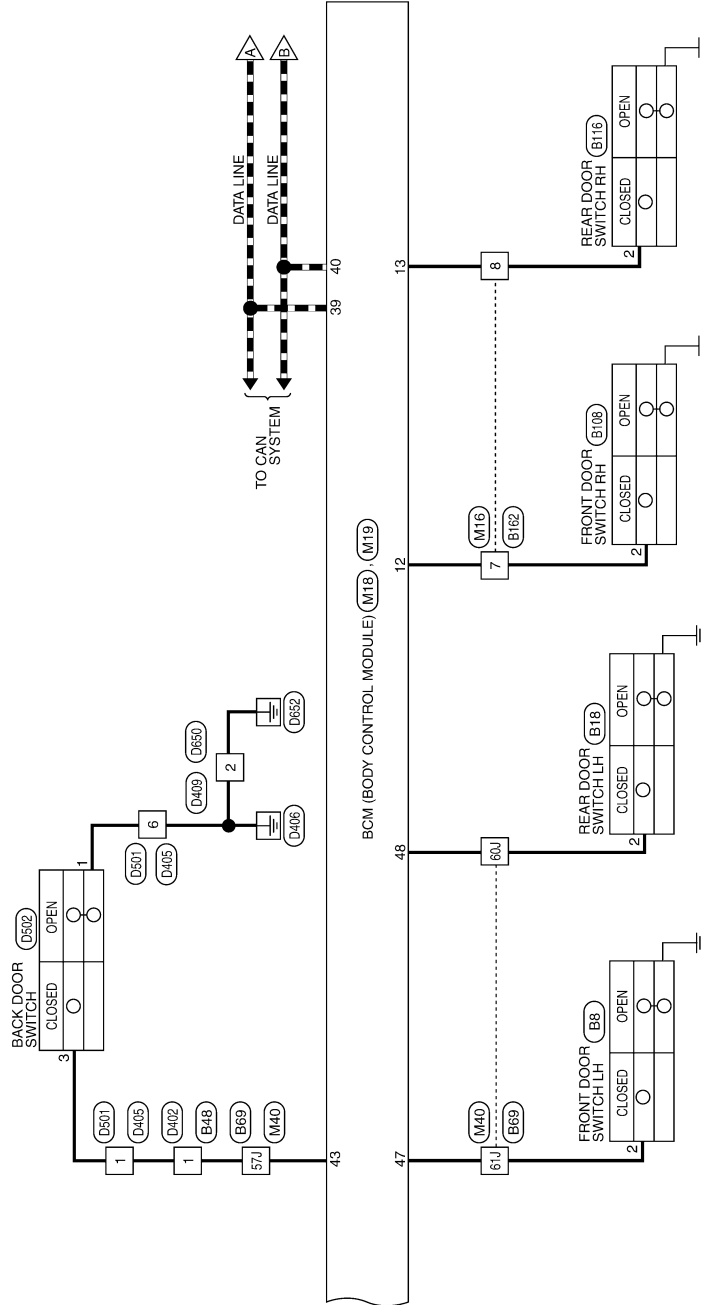 BACK DOOR
SWITCH
D502
CLOSED
OPEN
3
1
D501
D405
1
D402
B48
1
B69
M40
57J
43
D501
D405
6
D409
D650
2
D406
D652
TO CAN
SYSTEM
DATA LINE
DATA LINE
A
B
39
40
BCM (BODY CONTROL MODULE) M18 , M19
47
48
12
13
61J
M40
B69
60J
7
M16
B162
8
2
FRONT DOOR
SWITCH LH
B8
CLOSED
OPEN
2
REAR DOOR
SWITCH LH
B18
CLOSED
OPEN
2
FRONT DOOR
SWITCH RH
B108
CLOSED
OPEN
2
REAR DOOR
SWITCH RH
B116
CLOSED
OPEN